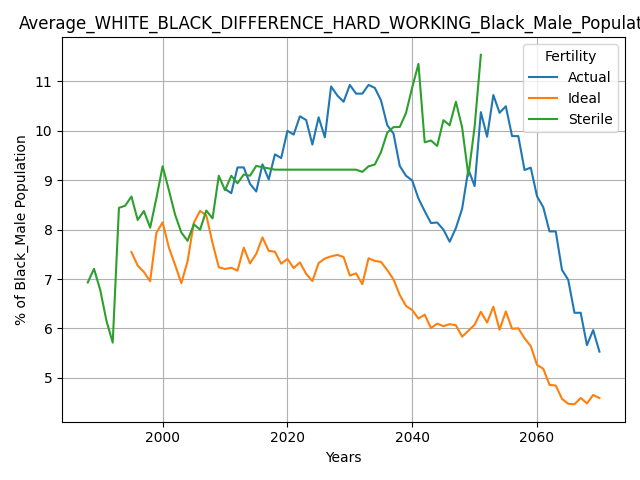 Average_WHITE_BLACK_DIFFERENCE_HARD_WORKING_Black_Male_Populat
Fertility
Actual
Ideal
Sterile
% of Black_Male Population
11
10
9
8
7
6
5
2000 2020 2040 2060
Years